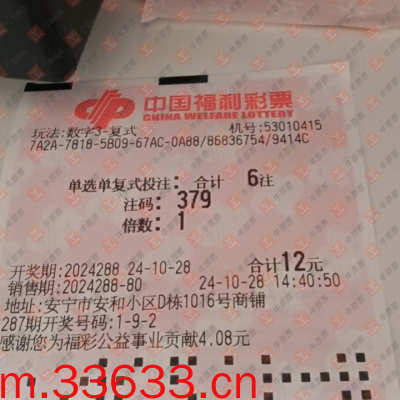 中国福利彩票
CHINA WELFARE LOTTERY
玩法:数字3-复式 机号:53010415
7A2A-7818-5B09-67AC-0A88/86836754/9414C
单选单复式投注: 合计 6注
注码: 379
倍数: 1
开奖期:2024288 24-10-28 合计12元
销售期:2024288-80 24-10-28 14:40:50
地址:安宁市安和小区D栋1016号商铺
287期开奖号码:1-9-2
感谢您为福彩公益事业贡献4.08元
m.33633.cn